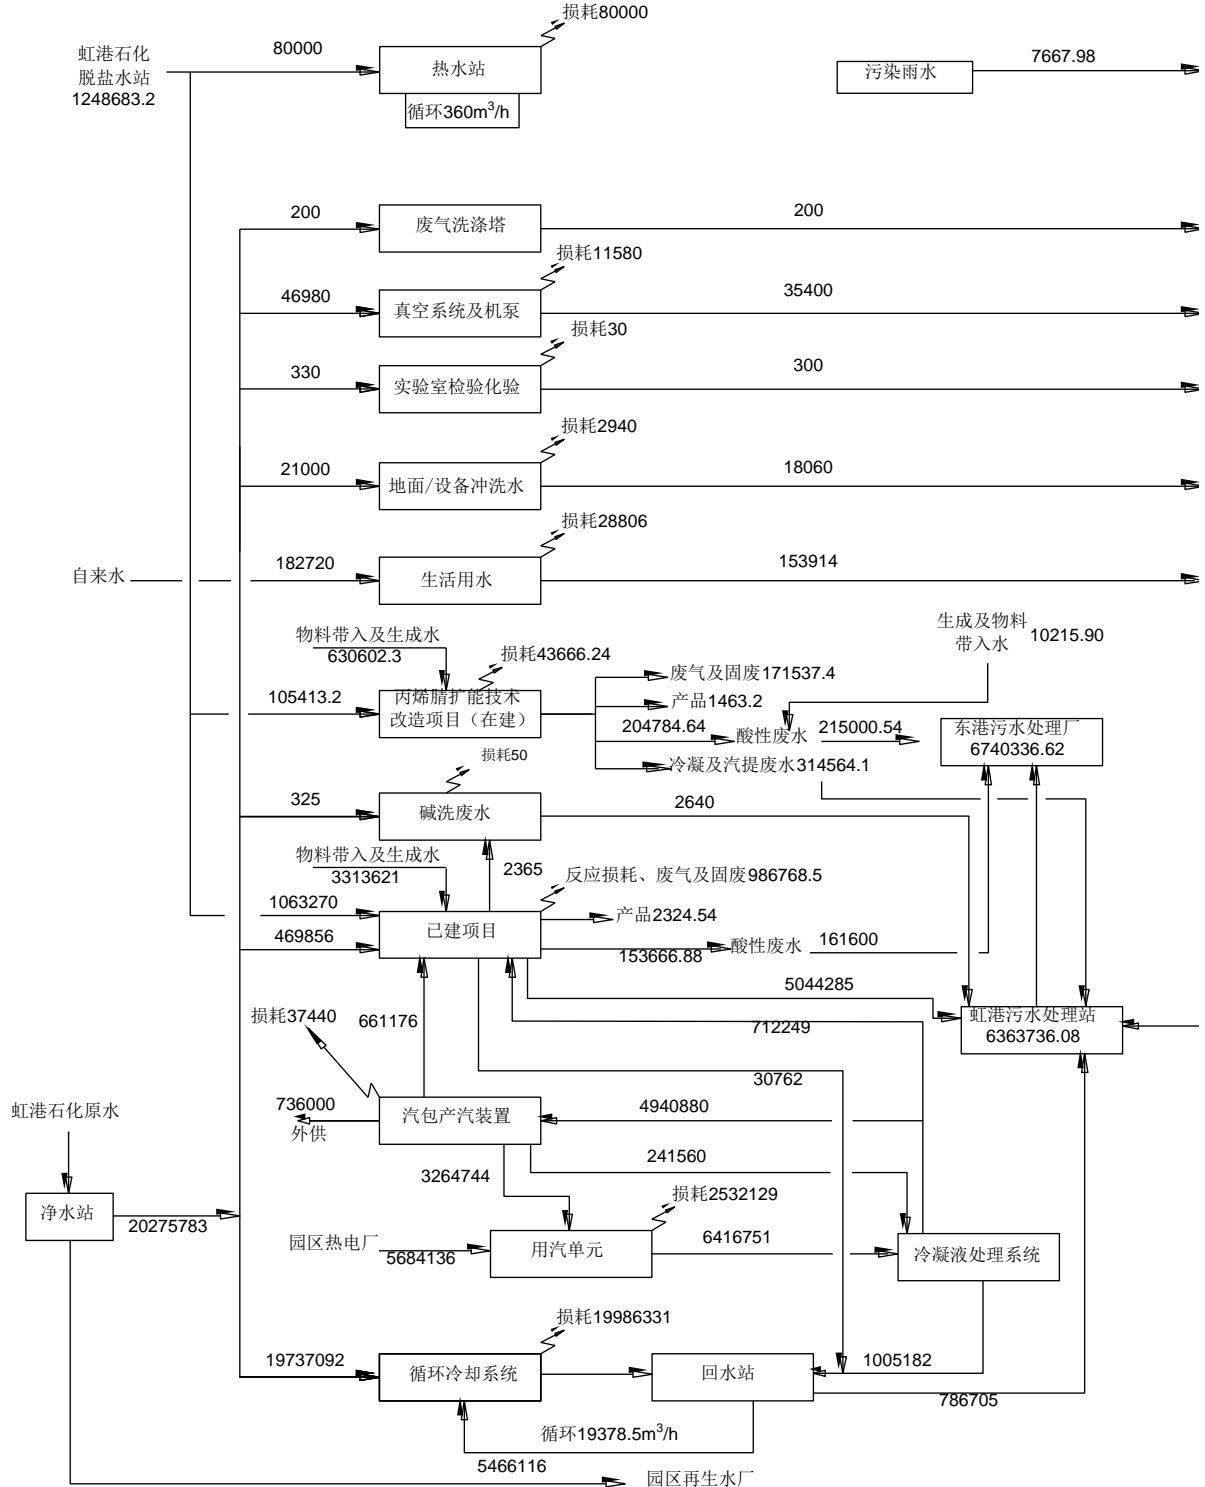 损耗80000
虹港石化
脱盐水站
1248683.2
80000
热水站
循环360m³/h
污染雨水
7667.98
200
废气洗涤塔
200
损耗11580
46980
真空系统及机泵
35400
损耗30
330
实验室检验化验
300
损耗2940
21000
地面/设备冲洗水
18060
损耗28806
自来水
182720
生活用水
153914
物料带入及生成水
630602.3
损耗43666.24
生成及物料
带入水
10215.90
废气及固废171537.4
105413.2
丙烯腈扩能技术
改造项目（在建）
产品1463.2
204784.64
酸性废水
215000.54
冷凝及汽提废水314564.1
东港污水处理厂
6740336.62
损耗50
325
碱洗废水
2640
物料带入及生成水
3313621
2365
反应损耗、废气及固废986768.5
1063270
已建项目
产品2324.54
469856
153666.88
酸性废水
161600
5044285
损耗37440
661176
712249
虹港污水处理站
6363736.08
30762
736000
外供
汽包产汽装置
4940880
虹港石化原水
3264744
241560
损耗2532129
净水站
20275783
园区热电厂
5684136
用汽单元
6416751
冷凝液处理系统
损耗19986331
19737092
循环冷却系统
回水站
1005182
786705
循环19378.5m³/h
5466116
园区再生水厂